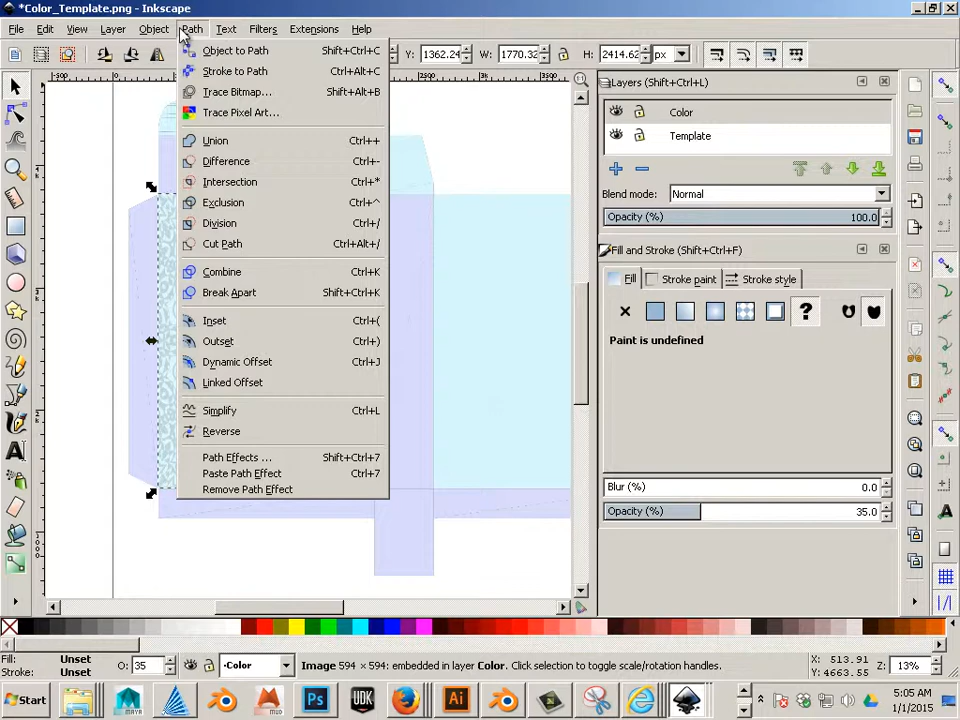 *Color_Template.png - Inkscape
File Edit View Layer Object Path Text Filters Extensions Help
Y: 1362.24 W: 1770.32 H: 2414.62 px
Object to Path Shift+Ctrl+C
Stroke to Path Ctrl+Alt+C
Trace Bitmap... Shift+Alt+B
Trace Pixel Art...
Union Ctrl++
Difference Ctrl+-
Intersection Ctrl+*
Exclusion Ctrl+^
Division Ctrl+/
Cut Path Ctrl+Alt+/
Combine Ctrl+K
Break Apart Shift+Ctrl+K
Inset Ctrl+(
Outset Ctrl+)
Dynamic Offset Ctrl+J
Linked Offset
Simplify Ctrl+L
Reverse
Path Effects ... Shift+Ctrl+7
Paste Path Effect Ctrl+7
Remove Path Effect
Layers (Shift+Ctrl+L)
Color
Template
Blend mode: Normal
Opacity (%) 100.0
Fill and Stroke (Shift+Ctrl+F)
Fill Stroke paint Stroke style
?
Paint is undefined
Blur (%) 0.0
Opacity (%) 35.0
Fill: Unset
Stroke: Unset
O: 35
·Color
Image 594 × 594: embedded in layer Color. Click selection to toggle scale/rotation handles.
X: 513.91
Y: 4663.55
Z: 13%
Start
MAYA
MUD
Ps
UDK
Ai
5:05 AM
1/1/2015